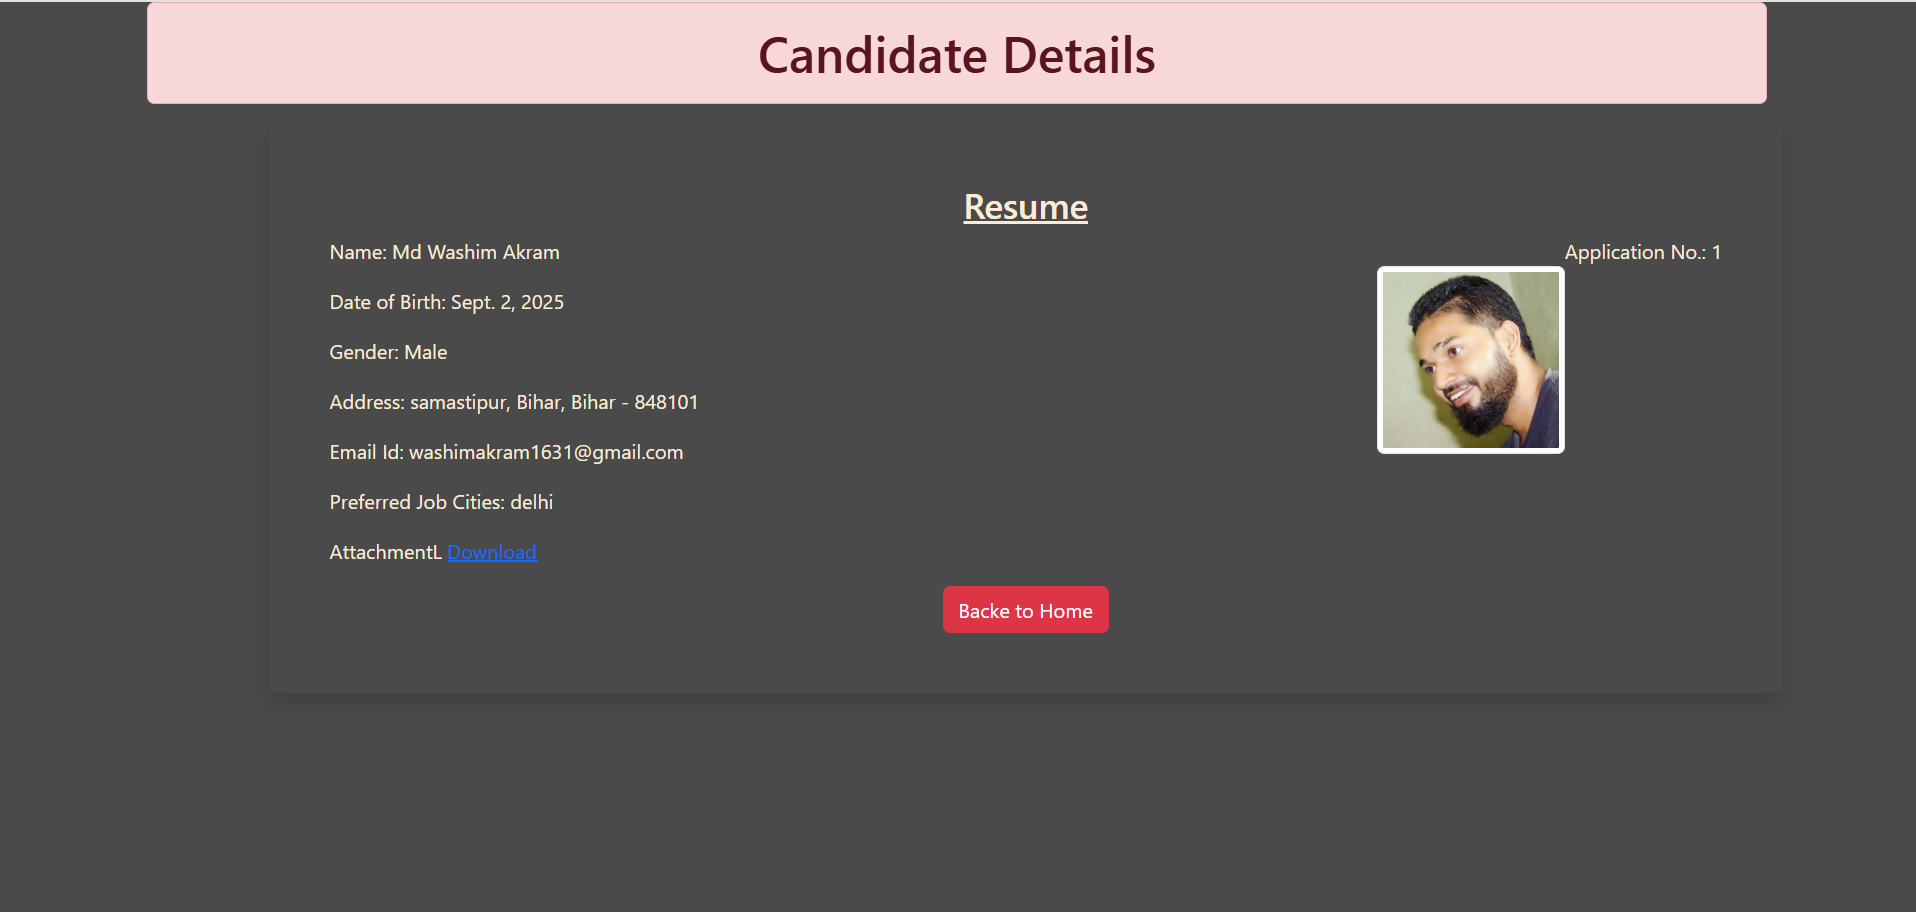 Candidate Details
Resume
Name: Md Washim Akram
Application No.: 1
Date of Birth: Sept. 2, 2025
Gender: Male
Address: samastipur, Bihar, Bihar - 848101
Email Id: washimakram1631@gmail.com
Preferred Job Cities: delhi
AttachmentL Download
Backe to Home